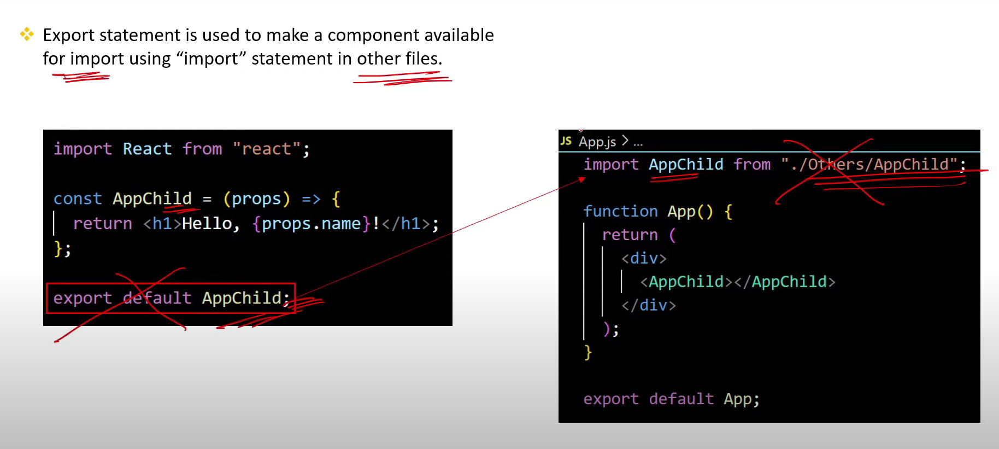 Export statement is used to make a component available
for import using “import” statement in other files.
import React from "react";
const AppChild = (props) => {
return <h1>Hello, {props.name}!</h1>;
};
export default AppChild;
JS App.js > ...
import AppChild from "./Others/AppChild";
function App() {
return (
<div>
<AppChild></AppChild>
</div>
);
}
export default App;